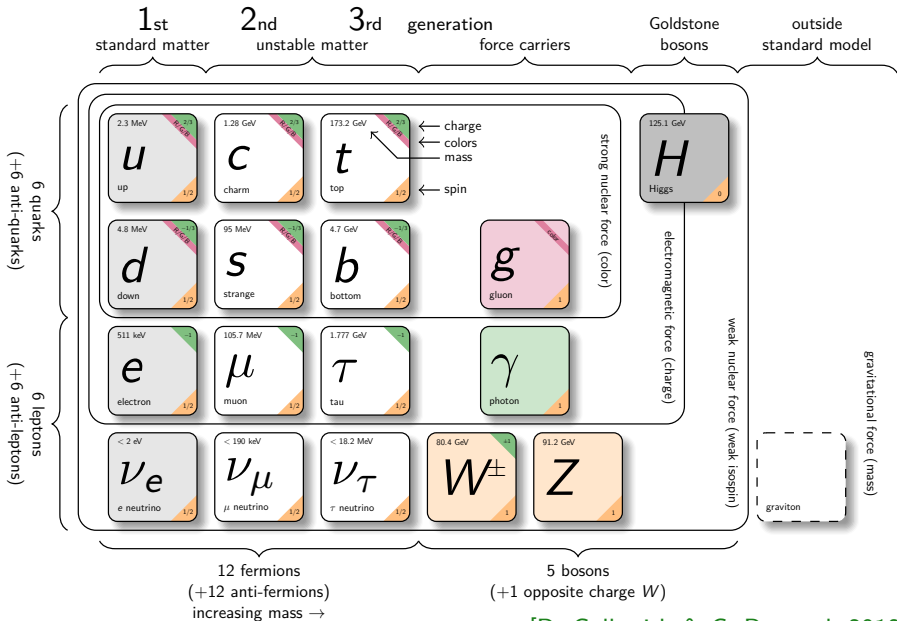 1st 2nd 3rd generation
standard matter unstable matter force carriers Goldstone bosons outside standard model
6 quarks
(+6 anti-quarks)
2.3 MeV 2/3 R/G/B
u
up 1/2
1.28 GeV 2/3 R/G/B
c
charm 1/2
173.2 GeV 2/3 R/G/B
t
top 1/2
charge
colors
mass
spin
strong nuclear force (color)
125.1 GeV
H
Higgs 0
4.8 MeV −1/3 R/G/B
d
down 1/2
95 MeV −1/3 R/G/B
s
strange 1/2
4.7 GeV −1/3 R/G/B
b
bottom 1/2
color
g
gluon 1
electromagnetic force (charge)
6 leptons
(+6 anti-leptons)
511 keV −1
e
electron 1/2
105.7 MeV −1
μ
muon 1/2
1.777 GeV −1
τ
tau 1/2
γ
photon 1
weak nuclear force (weak isospin)
gravitational force (mass)
< 2 eV
νe
e neutrino 1/2
< 190 keV
νμ
μ neutrino 1/2
< 18.2 MeV
ντ
τ neutrino 1/2
80.4 GeV ±1
W±
1
91.2 GeV
Z
1
graviton
12 fermions
(+12 anti-fermions)
increasing mass →
5 bosons
(+1 opposite charge W)